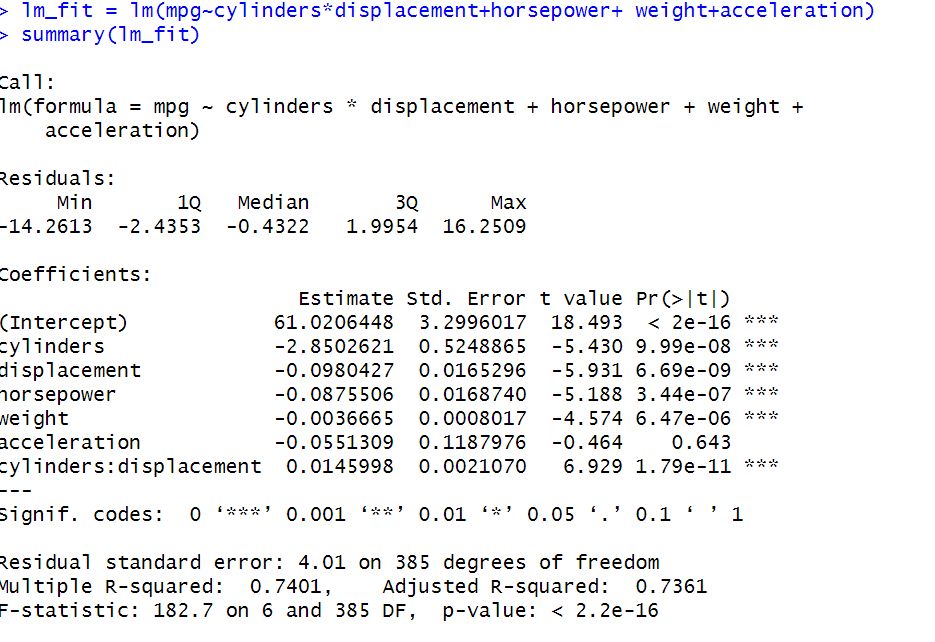 > lm_fit = lm(mpg~cylinders*displacement+horsepower+ weight+acceleration)
> summary(lm_fit)
Call:
lm(formula = mpg ~ cylinders * displacement + horsepower + weight +
    acceleration)
Residuals:
     Min       1Q   Median       3Q      Max
-14.2613  -2.4353  -0.4322   1.9954  16.2509
Coefficients:
                         Estimate Std. Error t value Pr(>|t|)
(Intercept)            61.0206448  3.2996017  18.493  < 2e-16 ***
cylinders              -2.8502621  0.5248865  -5.430 9.99e-08 ***
displacement           -0.0980427  0.0165296  -5.931 6.69e-09 ***
horsepower             -0.0875506  0.0168740  -5.188 3.44e-07 ***
weight                 -0.0036665  0.0008017  -4.574 6.47e-06 ***
acceleration           -0.0551309  0.1187976  -0.464    0.643
cylinders:displacement  0.0145998  0.0021070   6.929 1.79e-11 ***
---
Signif. codes:  0 ‘***’ 0.001 ‘**’ 0.01 ‘*’ 0.05 ‘.’ 0.1 ‘ ’ 1
Residual standard error: 4.01 on 385 degrees of freedom
Multiple R-squared:  0.7401,    Adjusted R-squared:  0.7361
F-statistic: 182.7 on 6 and 385 DF,  p-value: < 2.2e-16